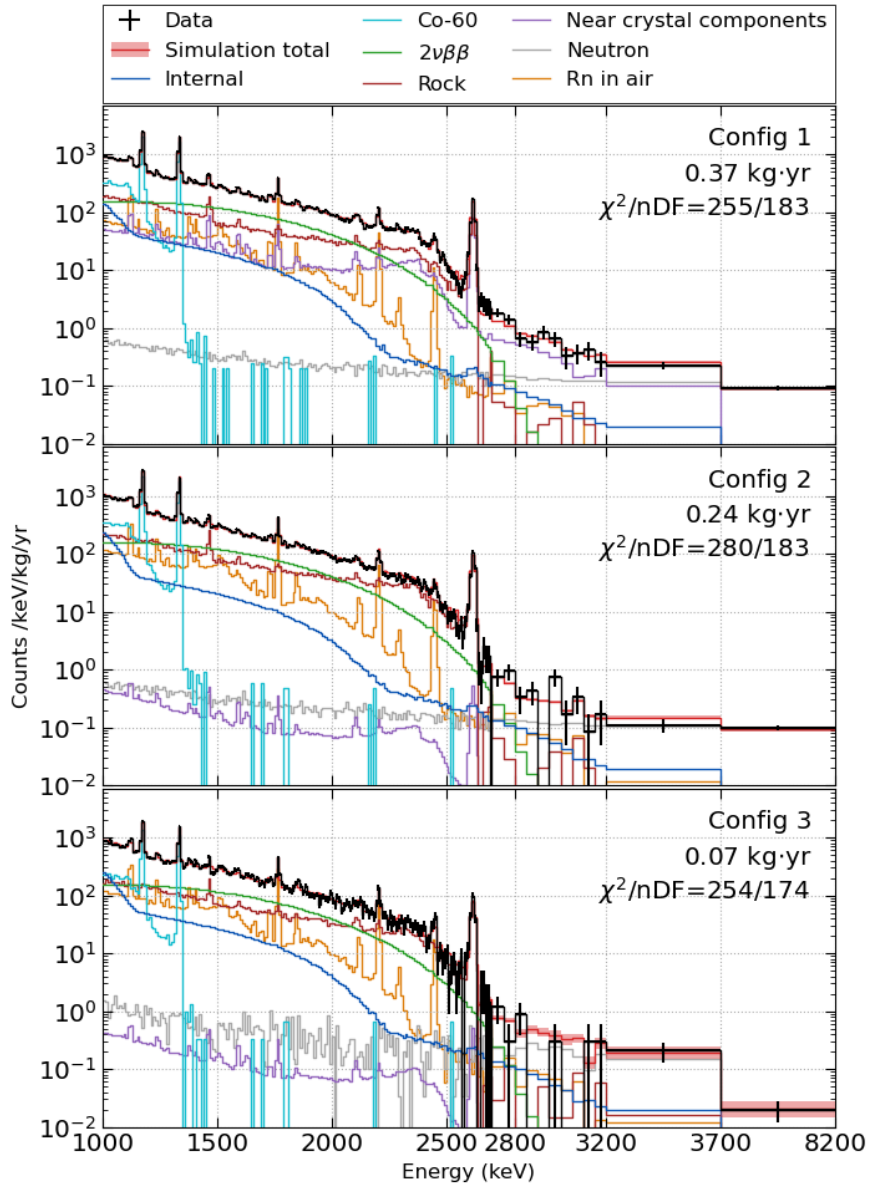 Data Co-60 Near crystal components
Simulation total 2νββ Neutron
Internal Rock Rn in air
Config 1
0.37 kg·yr
χ²/nDF=255/183
10³
10²
10¹
10⁰
10⁻¹
10⁻²
Config 2
0.24 kg·yr
χ²/nDF=280/183
10³
10²
10¹
10⁰
10⁻¹
10⁻²
Counts /keV/kg/yr
Config 3
0.07 kg·yr
χ²/nDF=254/174
10³
10²
10¹
10⁰
10⁻¹
10⁻²
1000 1500 2000 2500 2800 3200 3700 8200
Energy (keV)